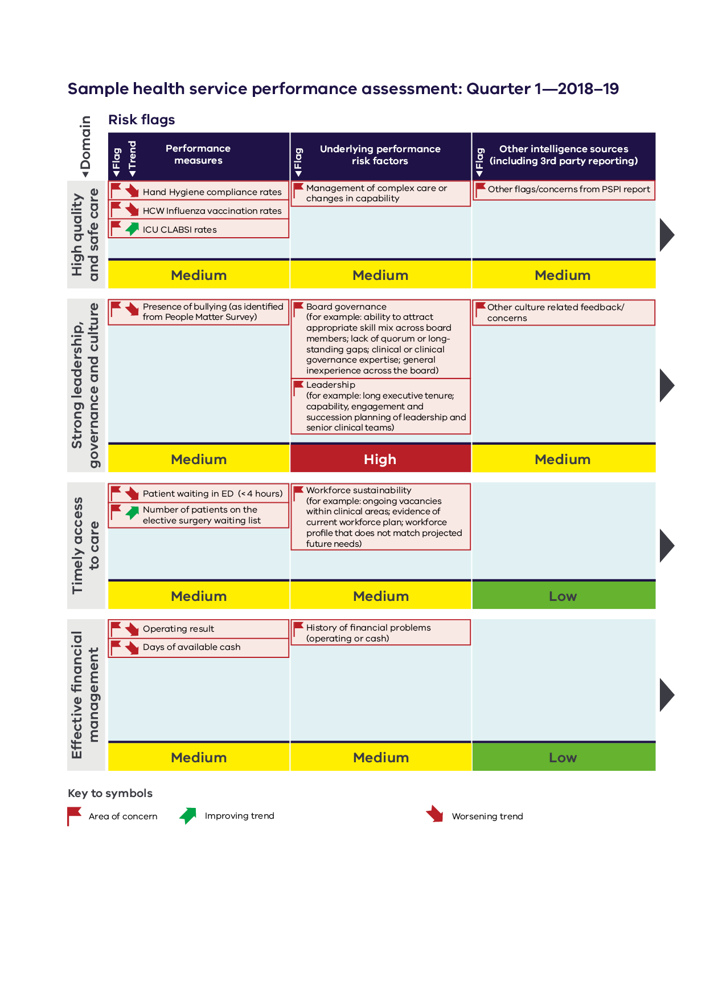 Sample health service performance assessment: Quarter 1—2018–19
Domain
Risk flags
Flag
Trend
Performance
measures
Flag
Underlying performance
risk factors
Flag
Other intelligence sources
(including 3rd party reporting)
High quality
and safe care
Hand Hygiene compliance rates
HCW Influenza vaccination rates
ICU CLABSI rates
Management of complex care or
changes in capability
Other flags/concerns from PSPI report
Medium
Medium
Medium
Strong leadership,
governance and culture
Presence of bullying (as identified
from People Matter Survey)
Board governance
(for example: ability to attract
appropriate skill mix across board
members; lack of quorum or long-
standing gaps; clinical or clinical
governance expertise; general
inexperience across the board)
Leadership
(for example: long executive tenure;
capability, engagement and
succession planning of leadership and
senior clinical teams)
Other culture related feedback/
concerns
Medium
High
Medium
Timely access
to care
Patient waiting in ED (<4 hours)
Number of patients on the
elective surgery waiting list
Workforce sustainability
(for example: ongoing vacancies
within clinical areas; evidence of
current workforce plan; workforce
profile that does not match projected
future needs)
Medium
Medium
Low
Effective financial
management
Operating result
Days of available cash
History of financial problems
(operating or cash)
Medium
Medium
Low
Key to symbols
Area of concern
Improving trend
Worsening trend